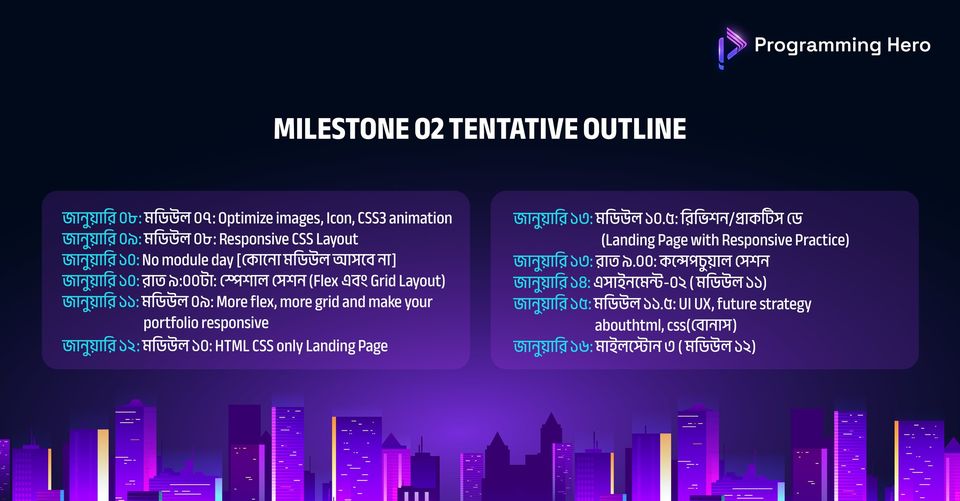 Programming Hero
MILESTONE 02 TENTATIVE OUTLINE
জানুয়ারি ০৮: মডিউল ০৭: Optimize images, Icon, CSS3 animation
জানুয়ারি ০৯: মডিউল ০৮: Responsive CSS Layout
জানুয়ারি ১০: No module day [কোনো মডিউল আসবে না]
জানুয়ারি ১০: রাত ৯:০০টা: স্পেশাল সেশন (Flex এবং Grid Layout)
জানুয়ারি ১১: মডিউল ০৯: More flex, more grid and make your
portfolio responsive
জানুয়ারি ১২: মডিউল ১০: HTML CSS only Landing Page
জানুয়ারি ১৩: মডিউল ১০.৫: রিভিশন/প্রাকটিস ডে
(Landing Page with Responsive Practice)
জানুয়ারি ১৩: রাত ৯.00: কন্সেপচুয়াল সেশন
জানুয়ারি ১৪: এসাইনমেন্ট-০২ ( মডিউল ১১)
জানুয়ারি ১৫: মডিউল ১১.৫: UI UX, future strategy
abouthtml, css(বোনাস)
জানুয়ারি ১৬: মাইলস্টোন ৩ ( মডিউল ১২)